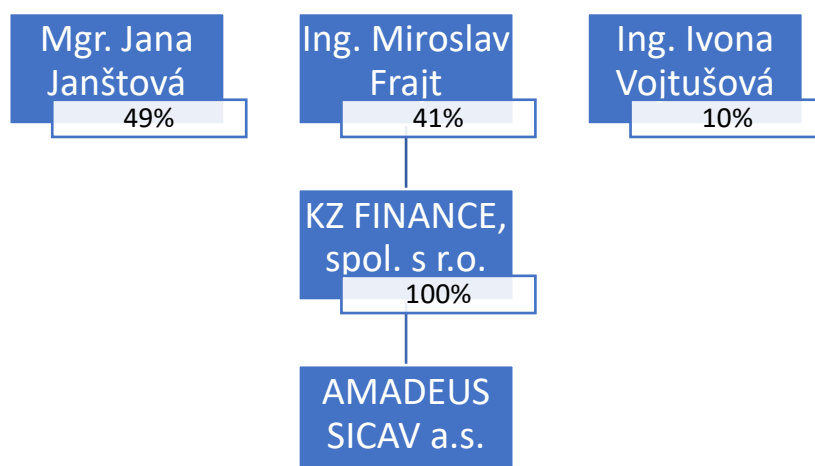 Mgr. Jana
Janštová
49%
Ing. Miroslav
Frajt
41%
Ing. Ivona
Vojtušová
10%
KZ FINANCE,
spol. s r.o.
100%
AMADEUS
SICAV a.s.